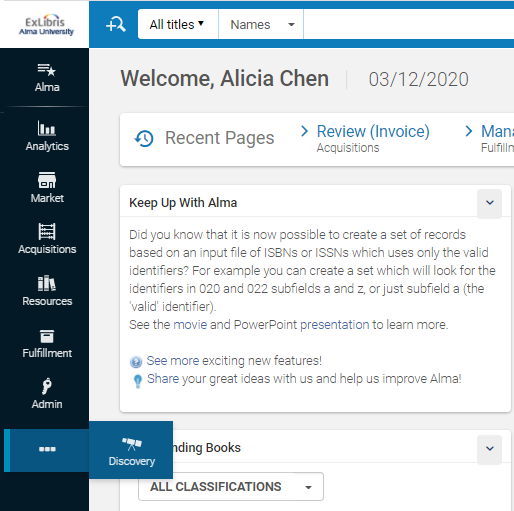 ExLibris
Alma University
All titles
Names
Alma
Analytics
Market
Acquisitions
Resources
Fulfillment
Admin
Discovery
Welcome, Alicia Chen
03/12/2020
Recent Pages
Review (Invoice)
Acquisitions
Mana
Fulfillm
Keep Up With Alma
Did you know that it is now possible to create a set of records
based on an input file of ISBNs or ISSNs which uses only the valid
identifiers? For example you can create a set which will look for the
identifiers in 020 and 022 subfields a and z, or just subfield a (the
'valid' identifier).
See the movie and PowerPoint presentation to learn more.
See more exciting new features!
Share your great ideas with us and help us improve Alma!
nding Books
ALL CLASSIFICATIONS